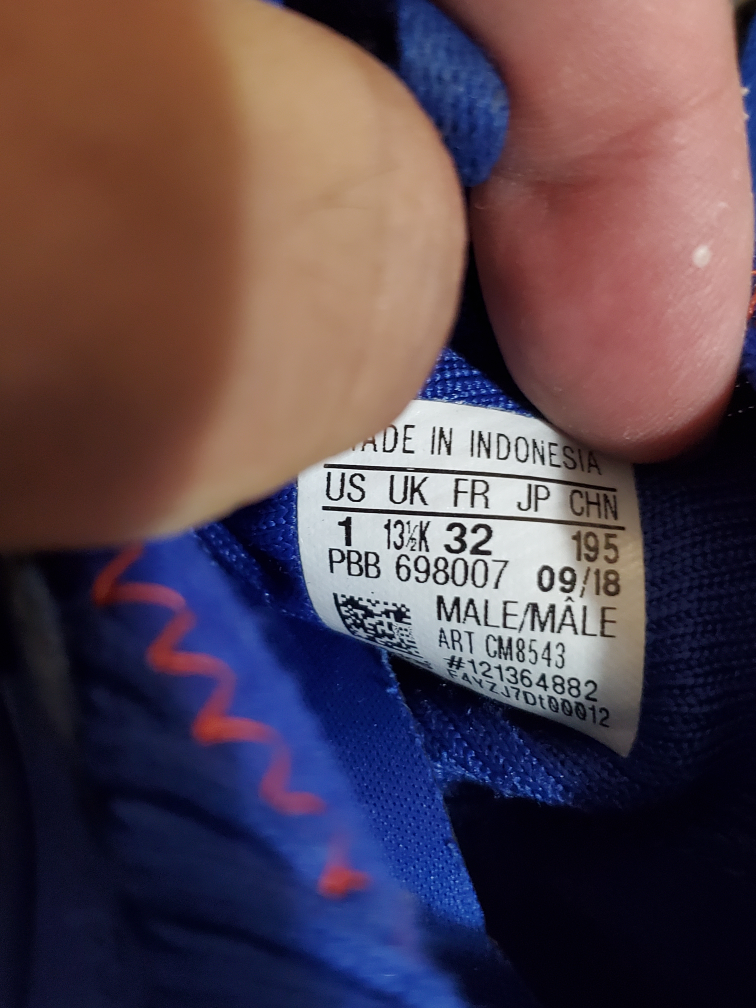 MADE IN INDONESIA
US UK FR JP CHN
1 13½K 32 195
PBB 698007 09/18
MALE/MÂLE
ART CM8543
#121364882
F4YZJ7Dt00012